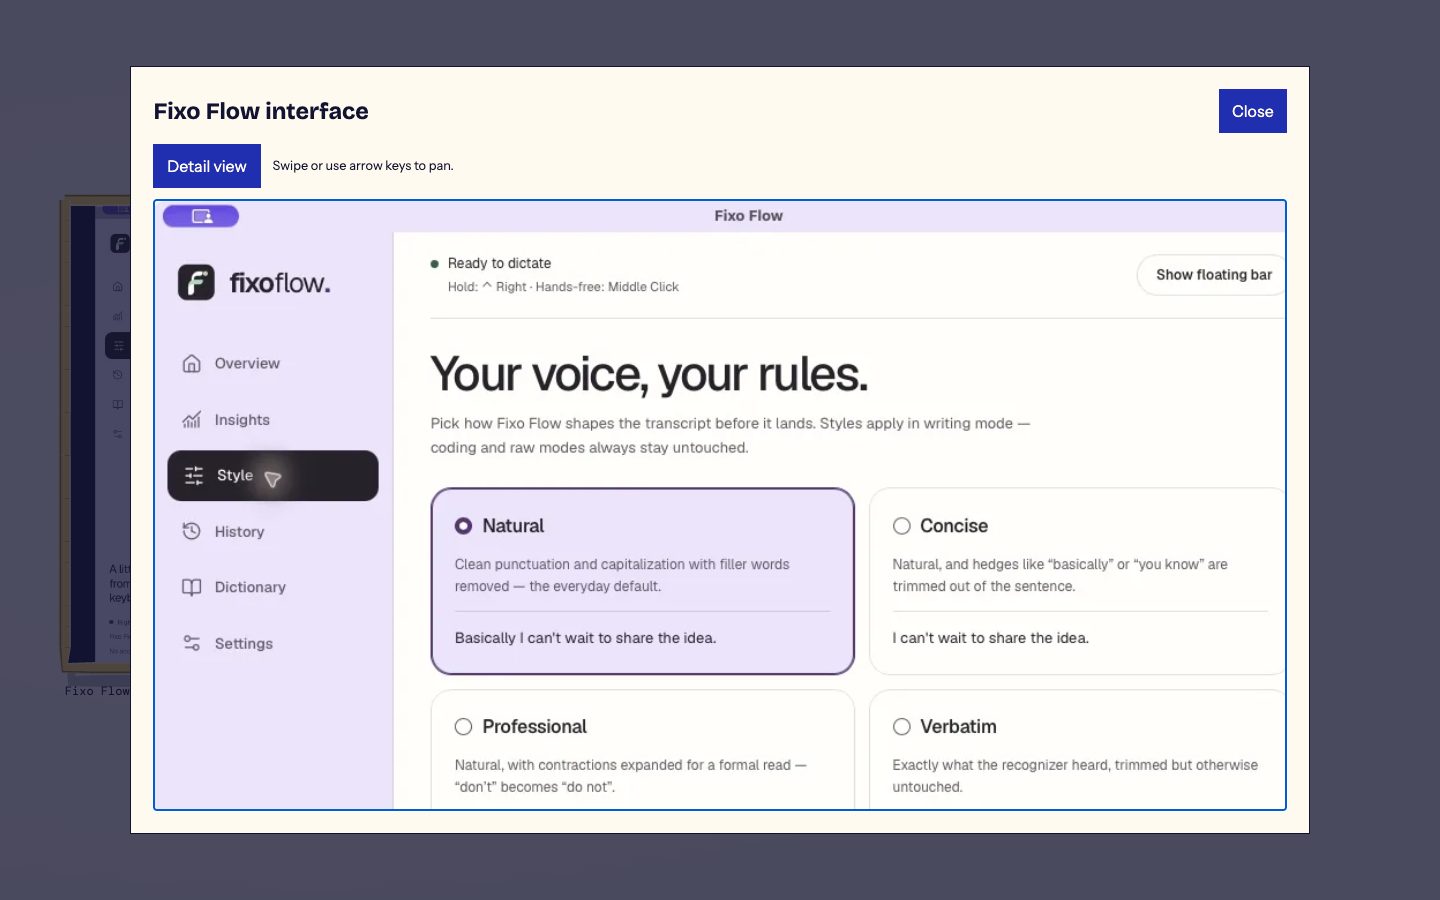 Fixo Flow interface
Close
Detail view
Swipe or use arrow keys to pan.
Fixo Flow
fixoflow.
Ready to dictate
Hold: ^ Right · Hands-free: Middle Click
Show floating bar
Overview
Insights
Style
History
Dictionary
Settings
Your voice, your rules.
Pick how Fixo Flow shapes the transcript before it lands. Styles apply in writing mode —
coding and raw modes always stay untouched.
Natural
Clean punctuation and capitalization with filler words
removed — the everyday default.
Basically I can't wait to share the idea.
Concise
Natural, and hedges like “basically” or “you know” are
trimmed out of the sentence.
I can't wait to share the idea.
Professional
Natural, with contractions expanded for a formal read —
“don’t” becomes “do not”.
Verbatim
Exactly what the recognizer heard, trimmed but otherwise
untouched.
from
Fixo Flow